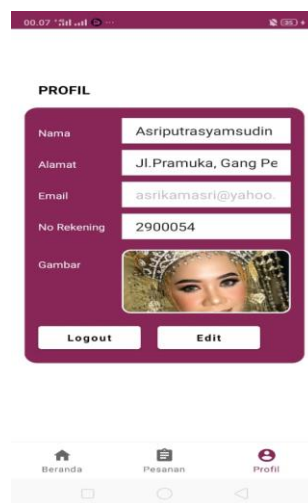 00.07
PROFIL
Nama Asriputrasyamsudin
Alamat Jl.Pramuka, Gang Pe
Email asrikamasri@yahoo.
No Rekening 2900054
Gambar
Logout Edit
Beranda Pesanan Profil